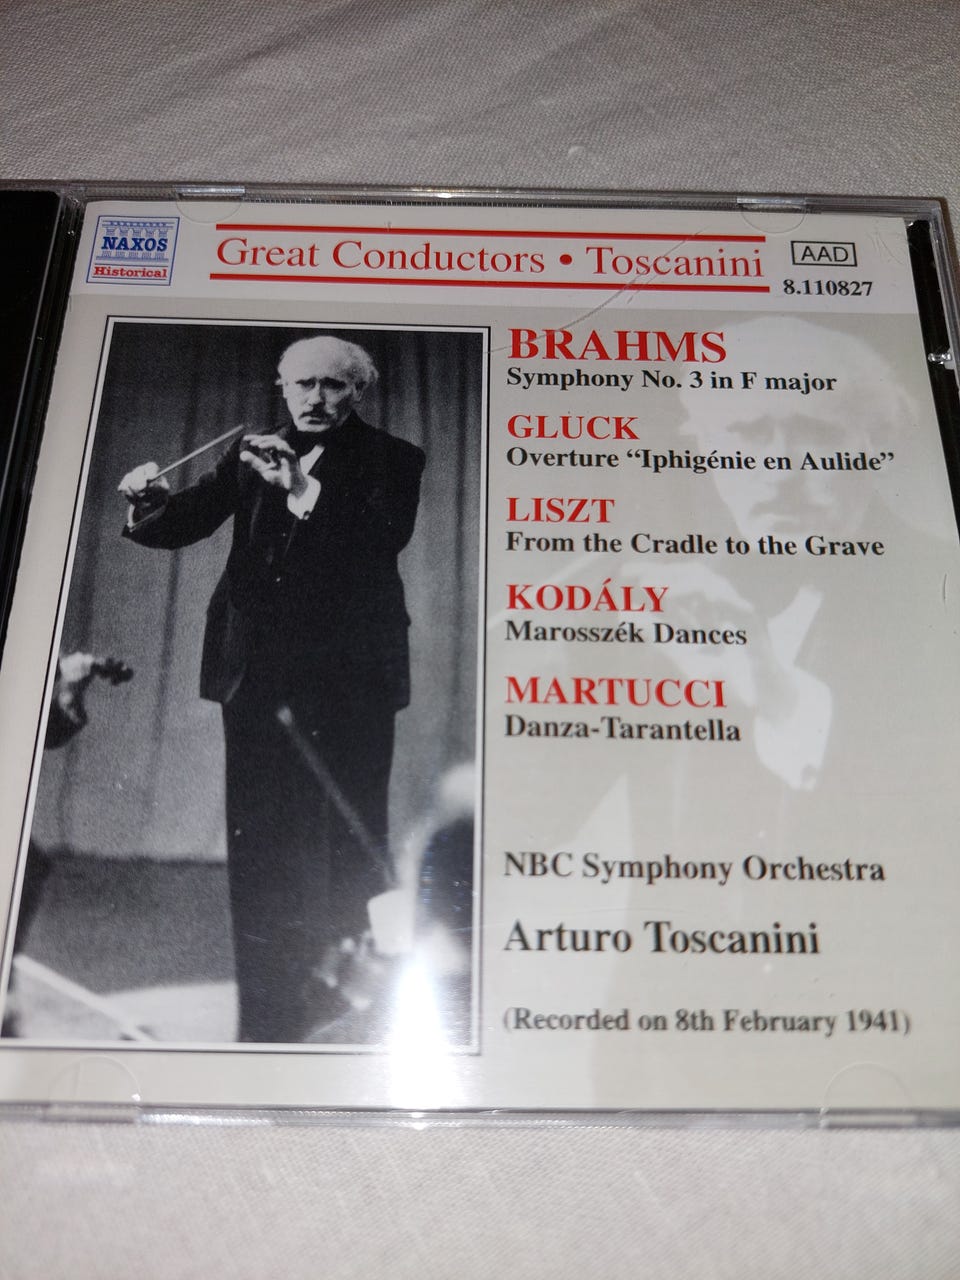 NAXOS
Historical
Great Conductors • Toscanini
AAD
8.110827
BRAHMS
Symphony No. 3 in F major
GLUCK
Overture “Iphigénie en Aulide”
LISZT
From the Cradle to the Grave
KODÁLY
Marosszék Dances
MARTUCCI
Danza-Tarantella
NBC Symphony Orchestra
Arturo Toscanini
(Recorded on 8th February 1941)